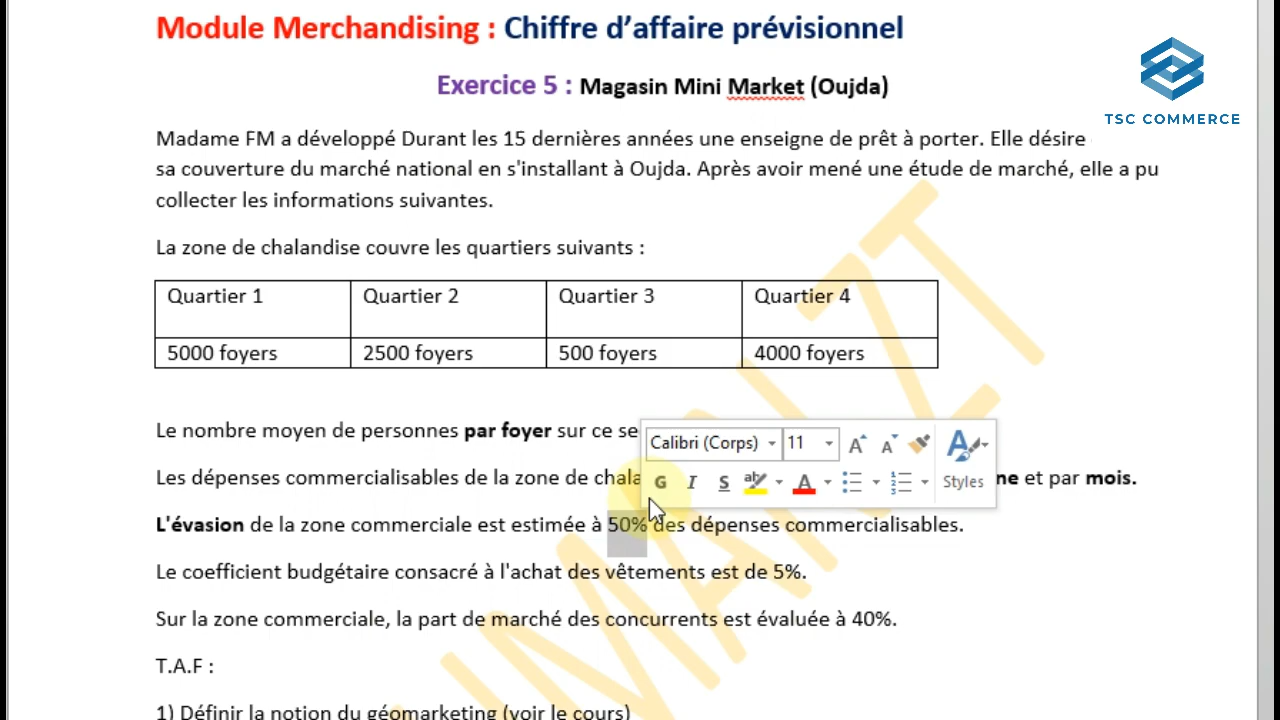 Module Merchandising : Chiffre d’affaire prévisionnel
TSC COMMERCE
Exercice 5 : Magasin Mini Market (Oujda)
Madame FM a développé Durant les 15 dernières années une enseigne de prêt à porter. Elle désire
sa couverture du marché national en s'installant à Oujda. Après avoir mené une étude de marché, elle a pu
collecter les informations suivantes.
La zone de chalandise couvre les quartiers suivants :
Quartier 1 Quartier 2 Quartier 3 Quartier 4
5000 foyers 2500 foyers 500 foyers 4000 foyers
Le nombre moyen de personnes par foyer sur ce
Calibri (Corps) 11 A A A
Les dépenses commercialisables de la zone de et par mois.
G I S ab A Styles
L'évasion de la zone commerciale est estimée à 50% des dépenses commercialisables.
Le coefficient budgétaire consacré à l'achat des vêtements est de 5%.
Sur la zone commerciale, la part de marché des concurrents est évaluée à 40%.
T.A.F :
1) Définir la notion du géomarketing (voir le cours)